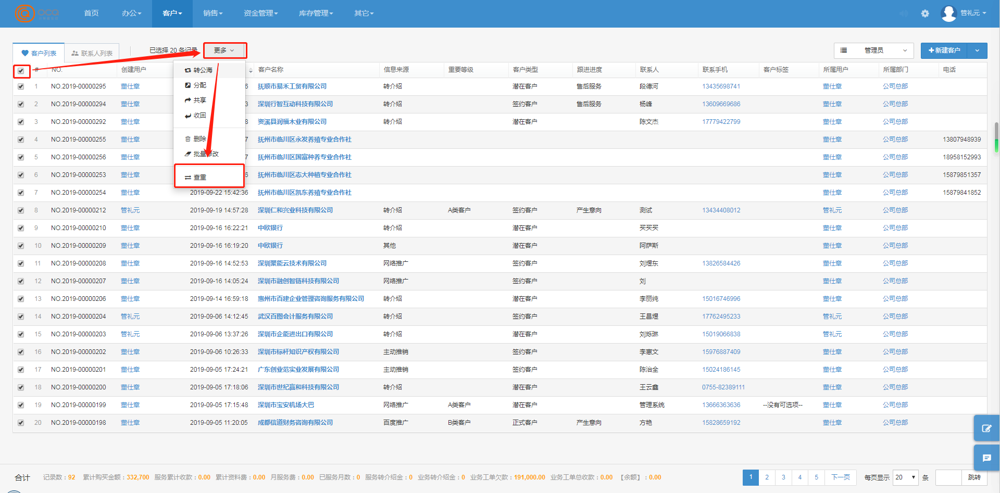 oca
首页 办公 客户 销售 资金管理 库存管理 其它 管礼元
客户列表 联系人列表 已选择 20 条记录 更多 管理员 +新建客户
# NO. 创建用户 客户名称 信息来源 重要等级 客户类型 跟进进度 联系人 联系手机 客户标签 所属用户 所属部门 电话
转公海
分配
共享
收回
删除
批量修改
查重
1 NO.2019-00000295 董仕章 6 抚顺市易禾工贸有限公司 转介绍 潜在客户 售后服务 段德河 13435698741 董仕章 公司总部
2 NO.2019-00000294 董仕章 3 深圳行智互动科技有限公司 转介绍 签约客户 售后服务 杨峰 13609669686 董仕章 公司总部
3 NO.2019-00000292 董仕章 8 资溪县润福木业有限公司 转介绍 潜在客户 陈文杰 17779422799 董仕章 公司总部
4 NO.2019-00000255 董仕章 7 抚州市临川区永发养殖专业合作社 董仕章 公司总部 13807948939
5 NO.2019-00000256 董仕章 7 抚州市临川区国富种养专业合作社 董仕章 公司总部 18958152993
6 NO.2019-00000253 董仕章 6 抚州市临川区志大种植专业合作社 董仕章 公司总部 15879851357
7 NO.2019-00000254 董仕章 2019-09-22 15:42:36 抚州市临川区凯东养殖专业合作社 董仕章 公司总部 15879841852
8 NO.2019-00000212 管礼元 2019-09-19 14:57:28 深圳仁和兴业科技有限公司 转介绍 A类客户 签约客户 产生意向 测试 13434408012 管礼元 公司总部
9 NO.2019-00000210 董仕章 2019-09-16 16:22:21 中欧银行 转介绍 潜在客户 买买买 董仕章 公司总部
10 NO.2019-00000209 董仕章 2019-09-16 16:19:20 中欧银行 其他 潜在客户 阿萨斯 董仕章 公司总部
11 NO.2019-00000208 董仕章 2019-09-16 14:52:53 深圳聚能云技术有限公司 网络推广 签约客户 刘煜东 13826584426 董仕章 公司总部
12 NO.2019-00000207 董仕章 2019-09-16 14:05:24 深圳市融创智链科技有限公司 网络推广 签约客户 刘 董仕章 公司总部
13 NO.2019-00000206 董仕章 2019-09-14 16:59:18 惠州市百建企业管理咨询服务有限公司 转介绍 潜在客户 李丽纯 15016746996 董仕章 公司总部
14 NO.2019-00000204 管礼元 2019-09-06 14:12:45 武汉百图会计服务有限公司 转介绍 签约客户 王昌煜 17762495233 管礼元 公司总部
15 NO.2019-00000203 管礼元 2019-09-06 13:37:26 深圳市企能进出口有限公司 转介绍 潜在客户 刘烁琳 15019066838 管礼元 公司总部
16 NO.2019-00000202 董仕章 2019-09-06 10:26:33 深圳市标杆知识产权有限公司 主动推销 签约客户 李惠文 15976887409 董仕章 公司总部
17 NO.2019-00000201 董仕章 2019-09-05 17:24:21 广东创业范实业发展有限公司 主动推销 签约客户 陈治全 15024186145 董仕章 公司总部
18 NO.2019-00000200 董仕章 2019-09-05 17:18:06 深圳市世纪赢和科技有限公司 转介绍 潜在客户 王云鑫 0755-82389111 董仕章 公司总部
19 NO.2019-00000199 董仕章 2019-09-05 17:15:48 深圳市宝安机场大巴 网络推广 A类客户 潜在客户 管理系统 13666363636 --没有可选项-- 董仕章 公司总部
20 NO.2019-00000198 董仕章 2019-09-05 11:20:05 成都信道财务咨询有限公司 百度推广 B类客户 正式客户 产生意向 方艳 15828659192 董仕章 公司总部
合计 记录数：92 累计购买金额：332,700 服务累计收款：0.00 累计资料费：0.00 月服务费：0.00 已服务月数：0 服务转介绍金：0 业务转介绍金：0 业务工单欠款：191,000.00 业务工单总收款：0.00 【余额】：0.00 1 2 3 4 5 下一页 每页显示 20 条 跳转